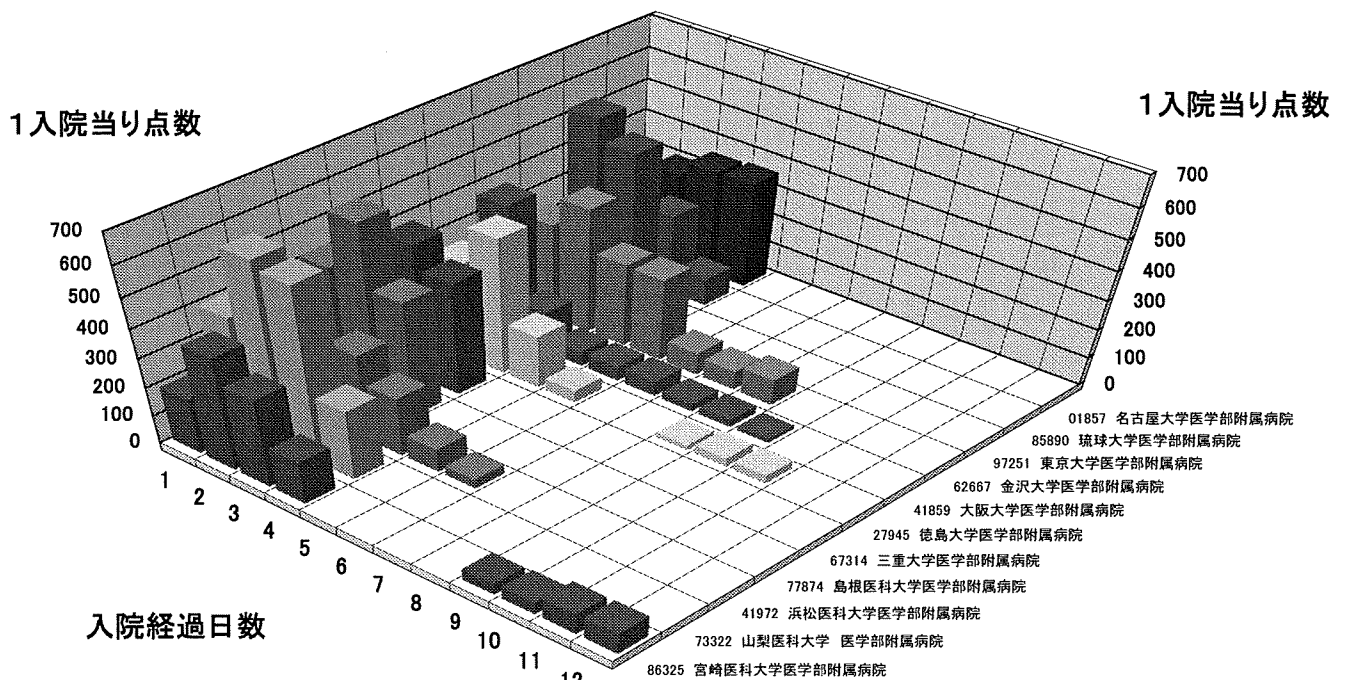 1入院当り点数
1入院当り点数
700
600
500
400
300
200
100
0
700
600
500
400
300
200
100
0
1
2
3
4
5
6
7
8
9
10
11
12
入院経過日数
01857 名古屋大学医学部附属病院
85890 琉球大学医学部附属病院
97251 東京大学医学部附属病院
62667 金沢大学医学部附属病院
41859 大阪大学医学部附属病院
27945 徳島大学医学部附属病院
67314 三重大学医学部附属病院
77874 島根医科大学医学部附属病院
41972 浜松医科大学医学部附属病院
73322 山梨医科大学 医学部附属病院
86325 宮崎医科大学医学部附属病院